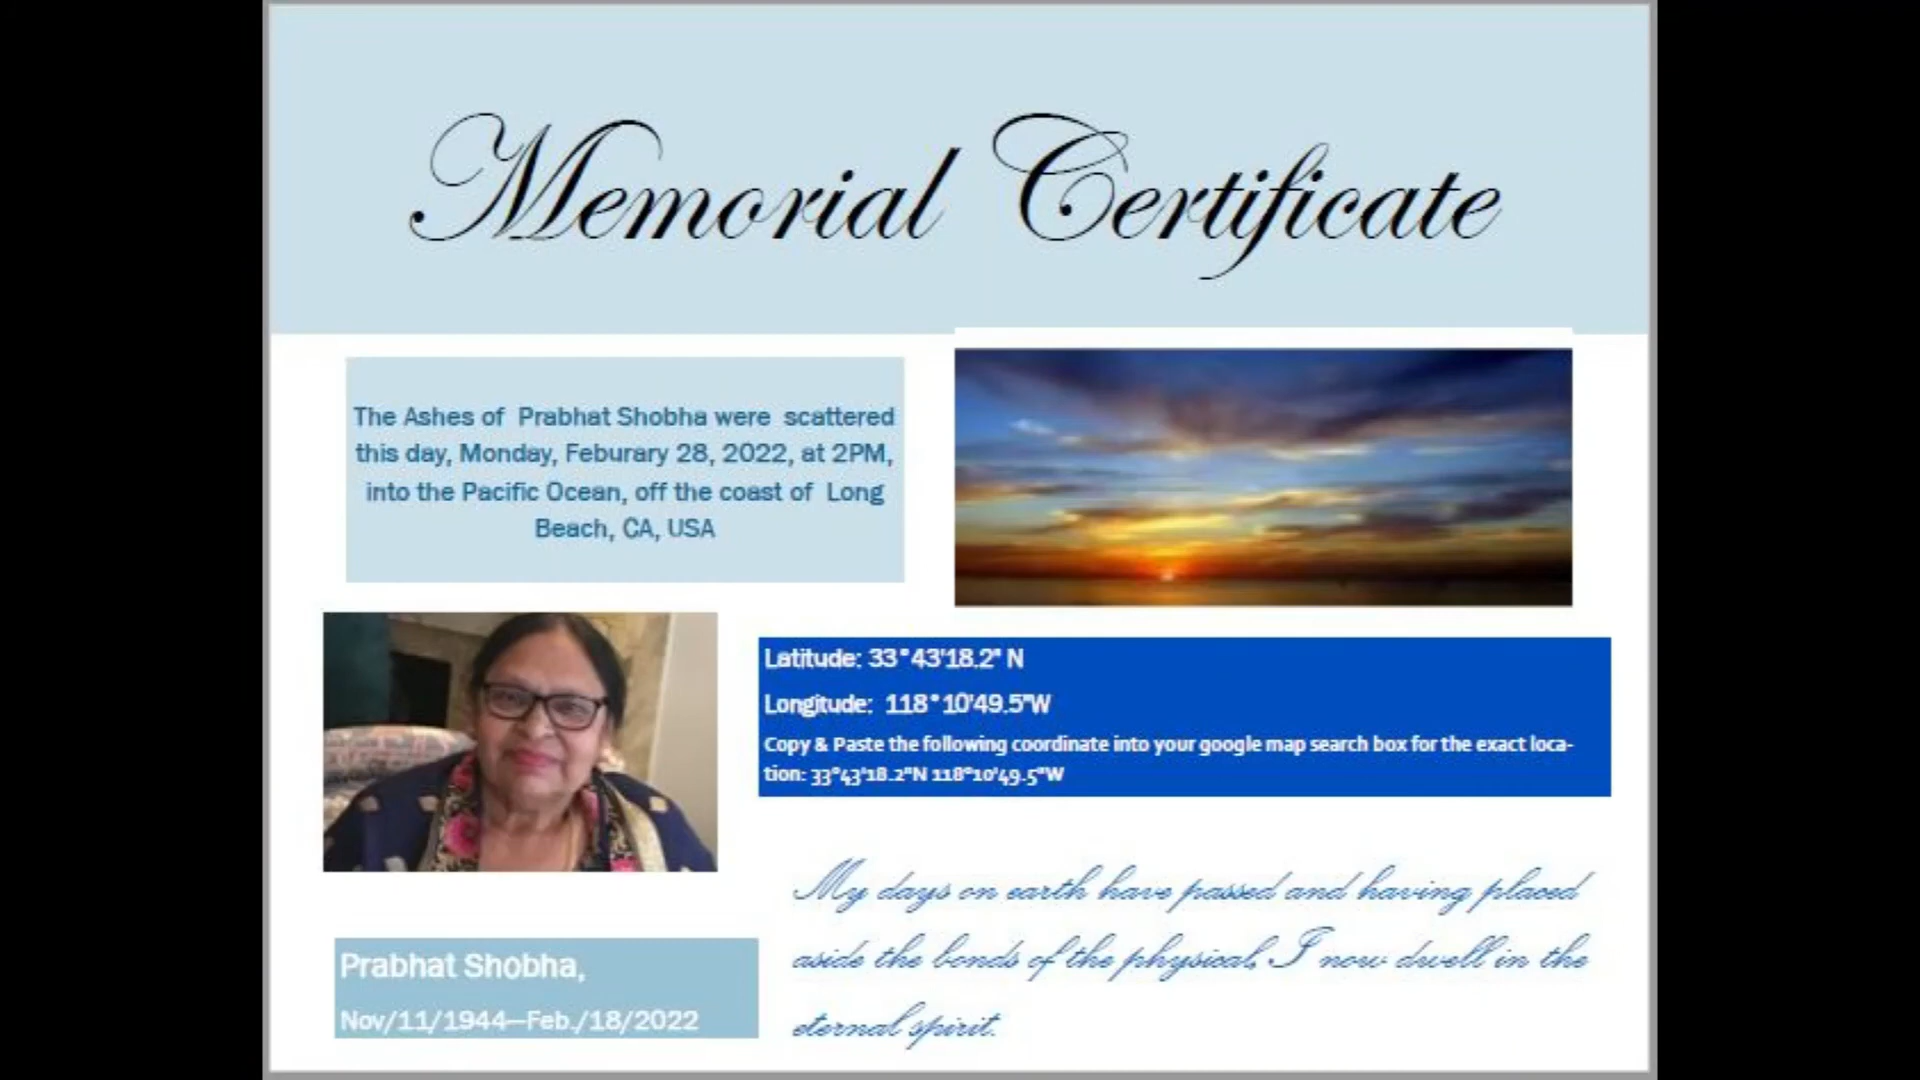 Memorial Certificate
The Ashes of Prabhat Shobha were scattered
this day, Monday, Feburary 28, 2022, at 2PM,
into the Pacific Ocean, off the coast of Long
Beach, CA, USA
Latitude: 33°43'18.2" N
Longitude: 118°10'49.5"W
Copy & Paste the following coordinate into your google map search box for the exact loca-
tion: 33°43'18.2"N 118°10'49.5"W
My days on earth have passed and having placed
aside the bonds of the physical, I now dwell in the
eternal spirit.
Prabhat Shobha,
Nov/11/1944—Feb./18/2022